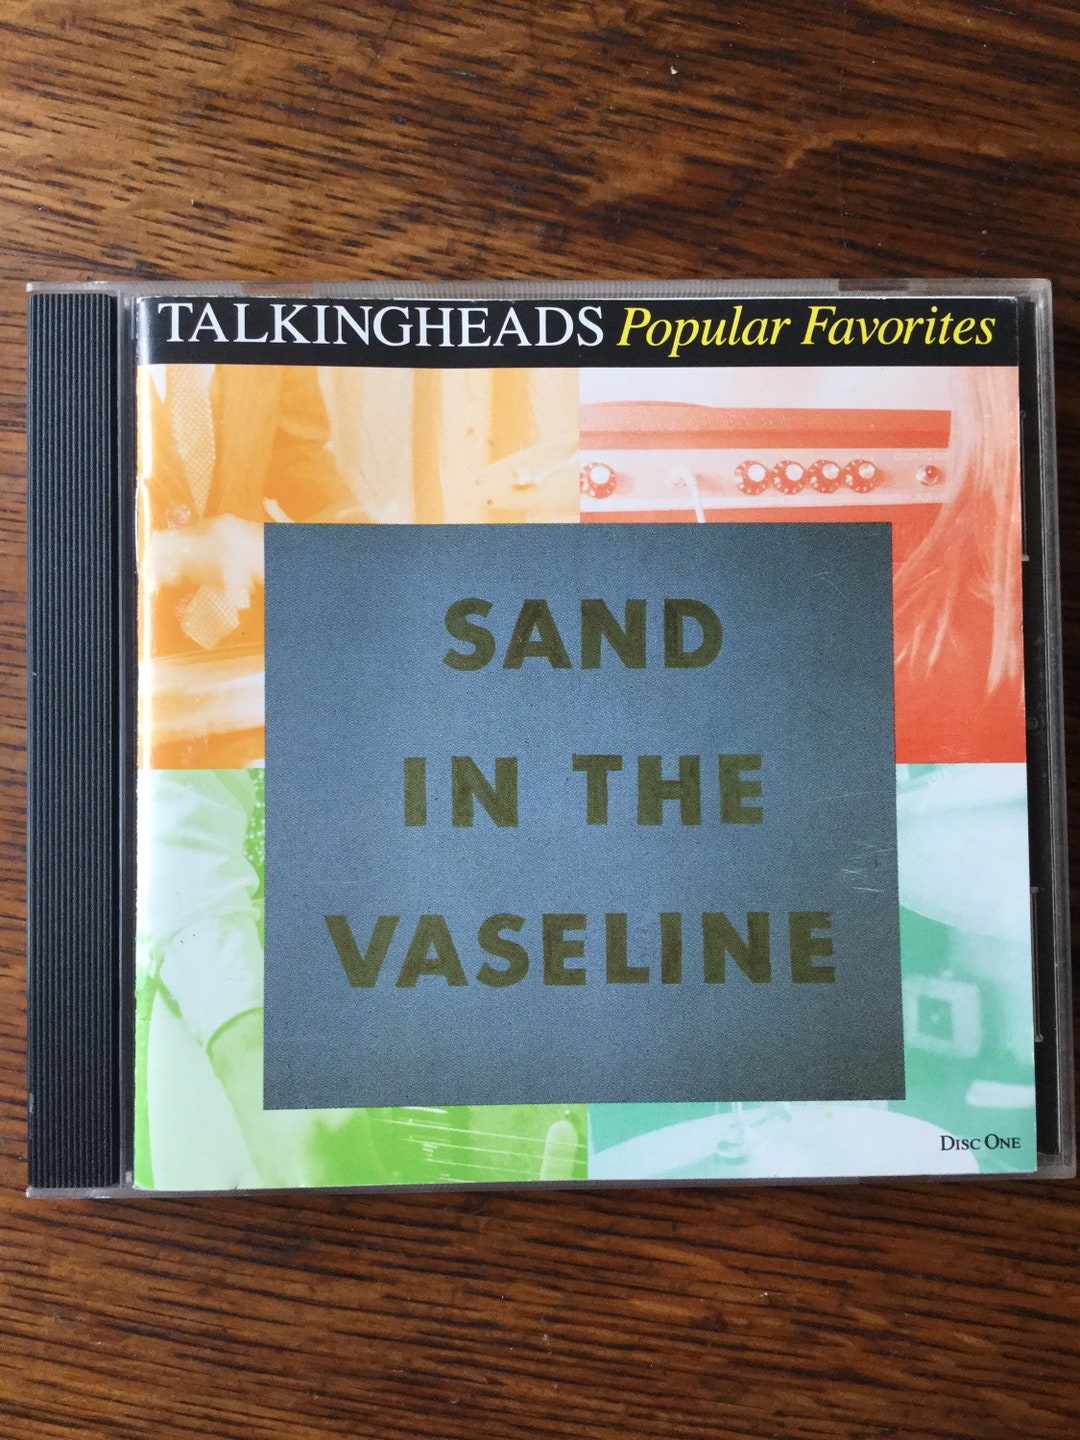 TALKINGHEADS Popular Favorites
SAND
IN THE
VASELINE
DISC ONE